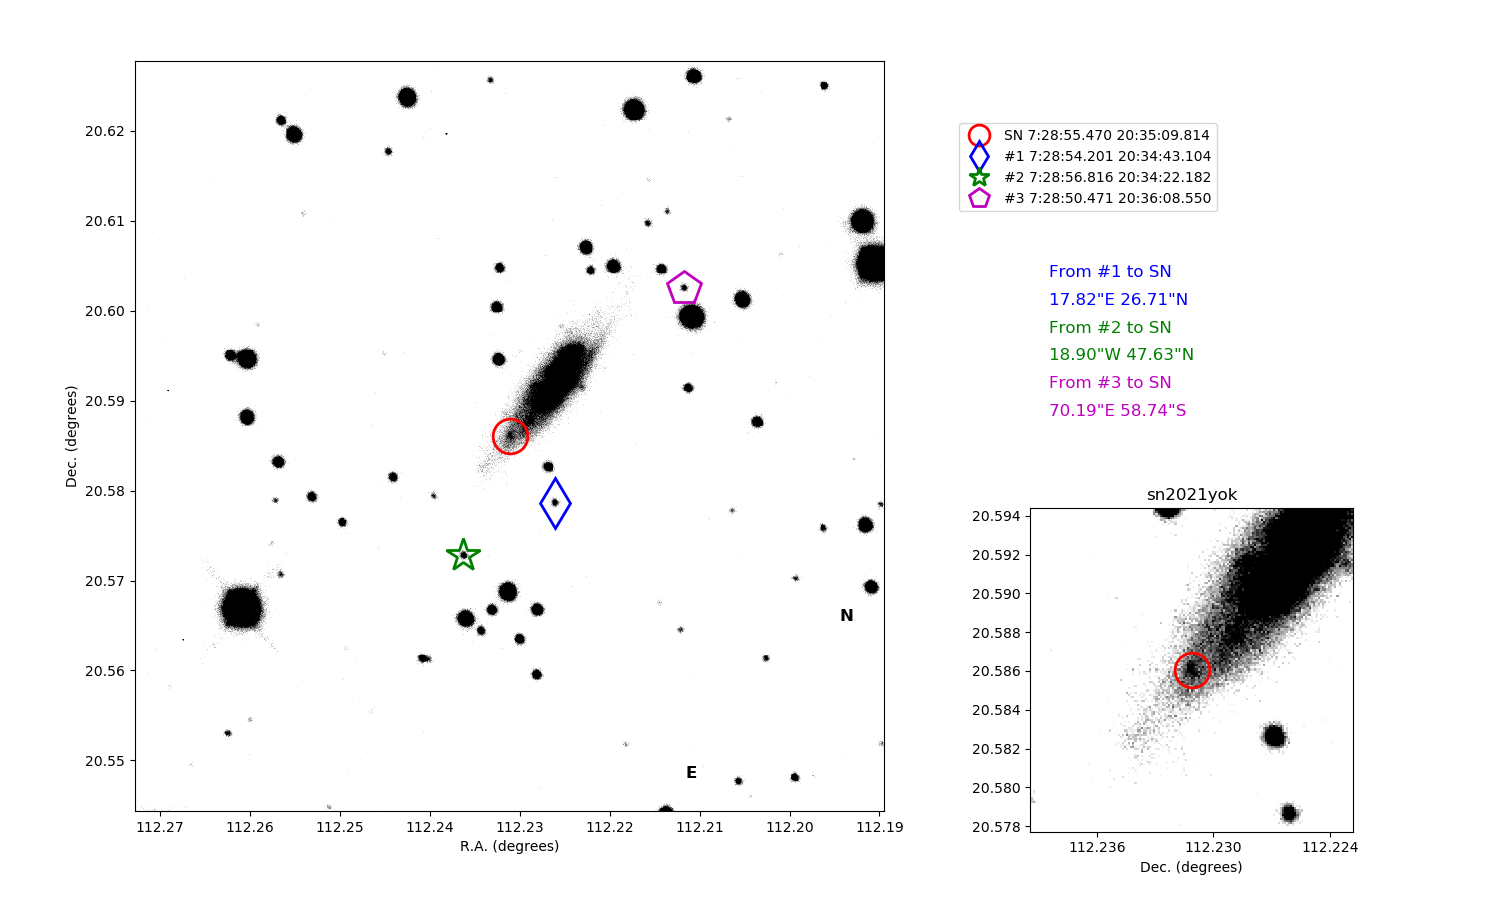 20.62
20.61
20.60
20.59
20.58
20.57
20.56
20.55
Dec. (degrees)
112.27 112.26 112.25 112.24 112.23 112.22 112.21 112.20 112.19
R.A. (degrees)
N
E
SN 7:28:55.470 20:35:09.814
#1 7:28:54.201 20:34:43.104
#2 7:28:56.816 20:34:22.182
#3 7:28:50.471 20:36:08.550
From #1 to SN
17.82"E 26.71"N
From #2 to SN
18.90"W 47.63"N
From #3 to SN
70.19"E 58.74"S
sn2021yok
20.594
20.592
20.590
20.588
20.586
20.584
20.582
20.580
20.578
112.236 112.230 112.224
Dec. (degrees)